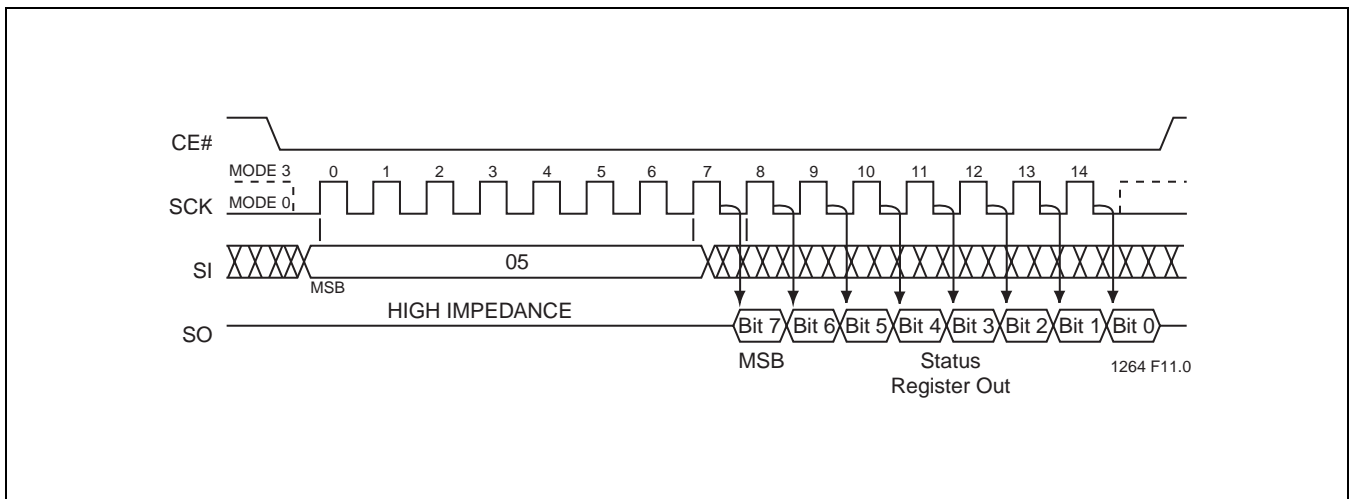 CE#
MODE 3 0 1 2 3 4 5 6 7 8 9 10 11 12 13 14
SCK MODE 0
SI 05
MSB
HIGH IMPEDANCE
SO Bit 7 Bit 6 Bit 5 Bit 4 Bit 3 Bit 2 Bit 1 Bit 0
MSB Status
Register Out
1264 F11.0